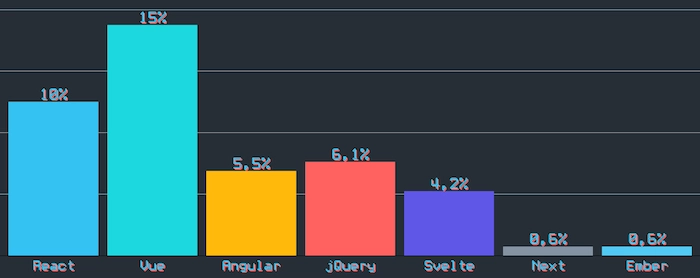 10%
15%
5,5%
6,1%
4,2%
0,6%
0,6%
React
Vue
Angular
jQuery
Svelte
Next
Ember